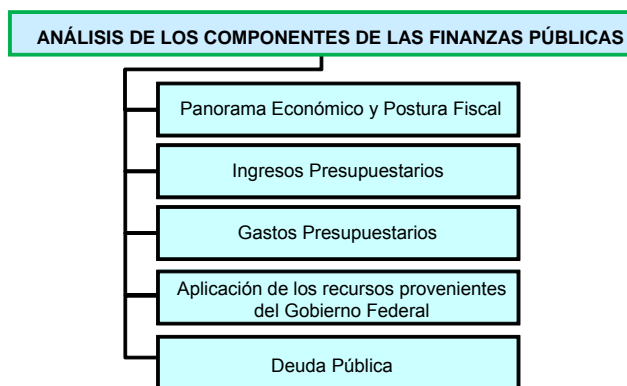 ANÁLISIS DE LOS COMPONENTES DE LAS FINANZAS PÚBLICAS
Panorama Económico y Postura Fiscal
Ingresos Presupuestarios
Gastos Presupuestarios
Aplicación de los recursos provenientes
del Gobierno Federal
Deuda Pública